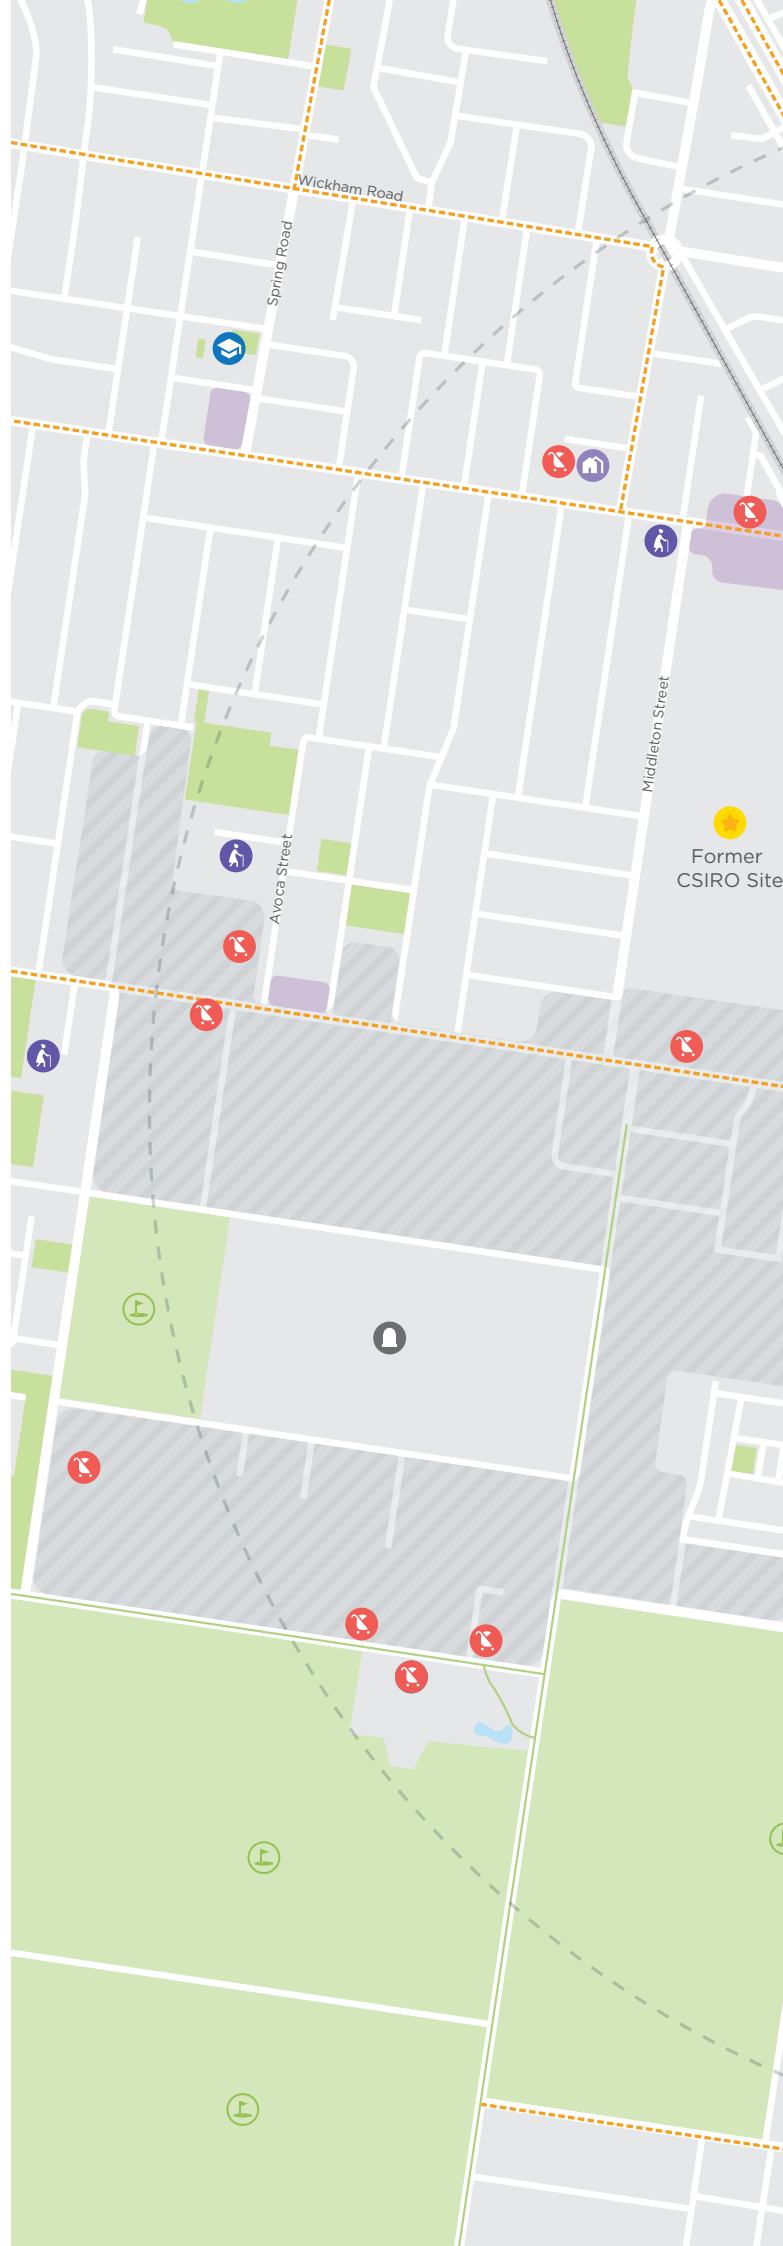 Wickham Road
Spring Road
Middleton Street
Former
CSIRO Site
Avoca Street